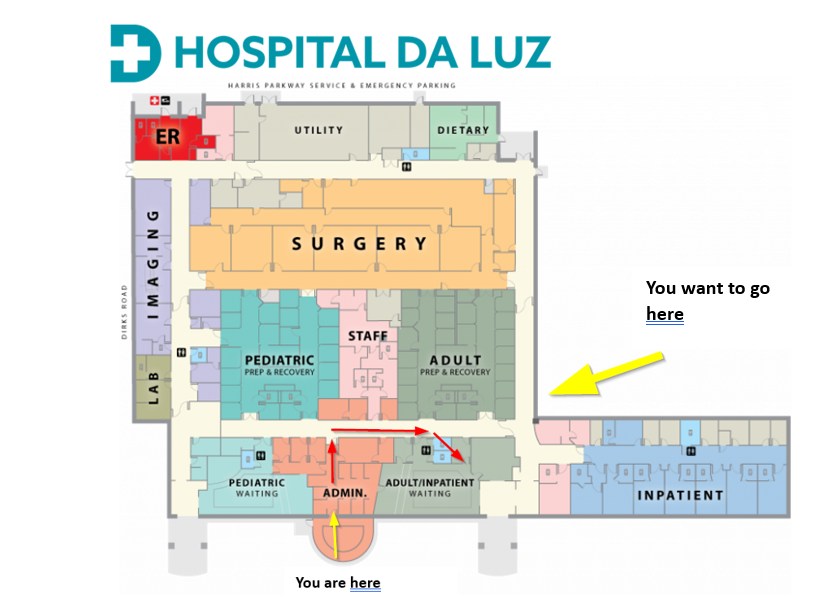 HOSPITAL DA LUZ
HARRIS PARKWAY SERVICE & EMERGENCY PARKING
ER
UTILITY
DIETARY
IMAGING
SURGERY
You want to go
here
DIRKS ROAD
STAFF
PEDIATRIC
PREP & RECOVERY
ADULT
PREP & RECOVERY
LAB
PEDIATRIC
WAITING
ADMIN.
ADULT/INPATIENT
WAITING
INPATIENT
You are here